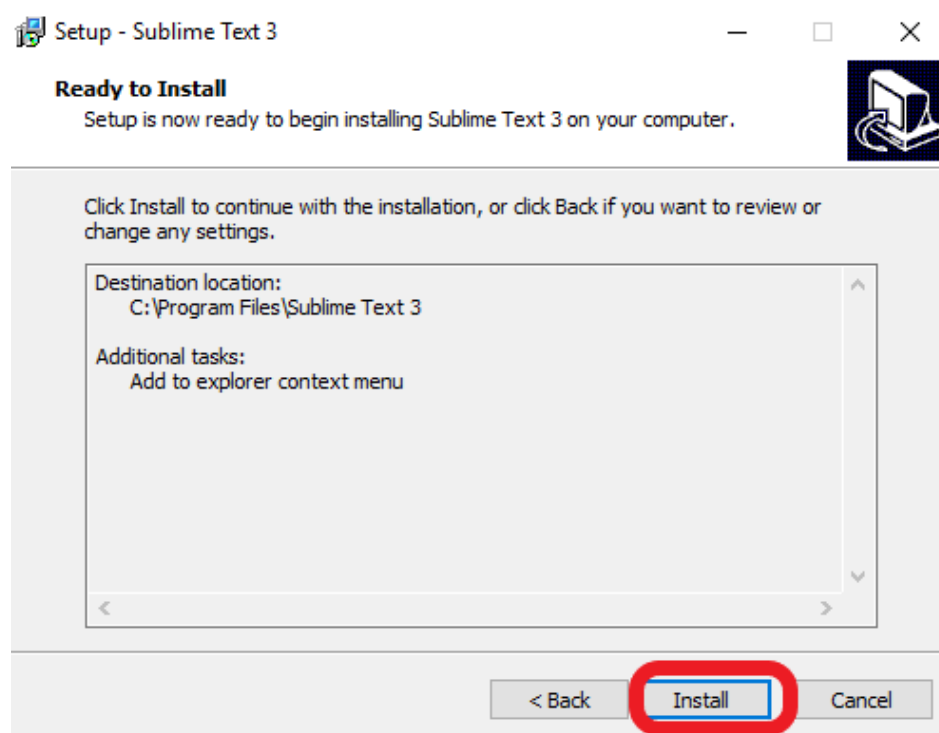 Setup - Sublime Text 3
Ready to Install
Setup is now ready to begin installing Sublime Text 3 on your computer.
Click Install to continue with the installation, or click Back if you want to review or
change any settings.
Destination location:
C:\Program Files\Sublime Text 3
Additional tasks:
Add to explorer context menu
< Back
Install
Cancel